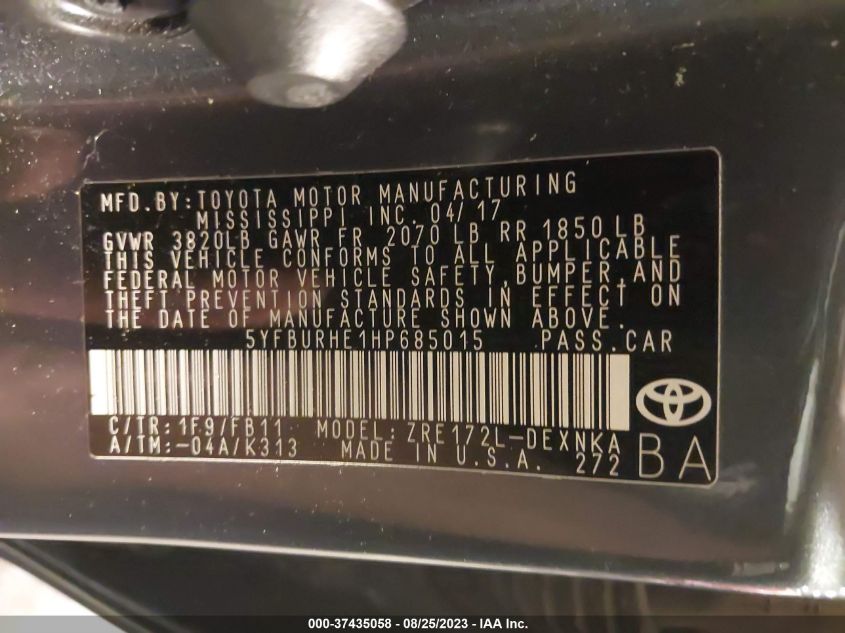 MFD.BY:TOYOTA MOTOR MANUFACTURING
MISSISSIPPI INC. 04/17
GVWR 3820LB GAWR FR 2070 LB RR 1850 LB
THIS VEHICLE CONFORMS TO ALL APPLICABLE
FEDERAL MOTOR VEHICLE SAFETY,BUMPER,AND
THEFT PREVENTION STANDARDS IN EFFECT ON
THE DATE OF MANUFACTURE SHOWN ABOVE.
5YFBURHE1HP685015 PASS.CAR
C/TR:1F9/FB11 MODEL:ZRE172L-DEXNKA
A/TM:-04A/K313 MADE IN U.S.A. 272
BA
000-37435058 - 08/25/2023 - IAA Inc.